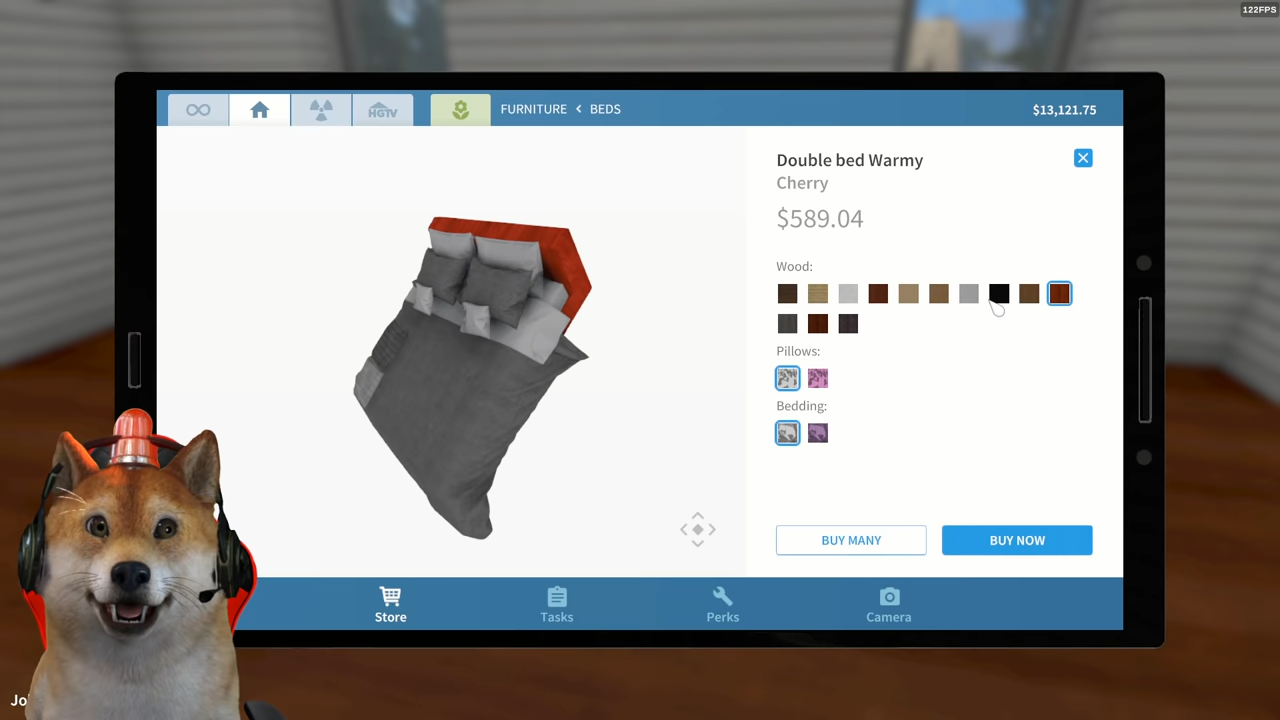 122FPS
HGTV
FURNITURE < BEDS
$13,121.75
Double bed Warmy
Cherry
$589.04
Wood:
Pillows:
Bedding:
BUY MANY
BUY NOW
Store
Tasks
Perks
Camera